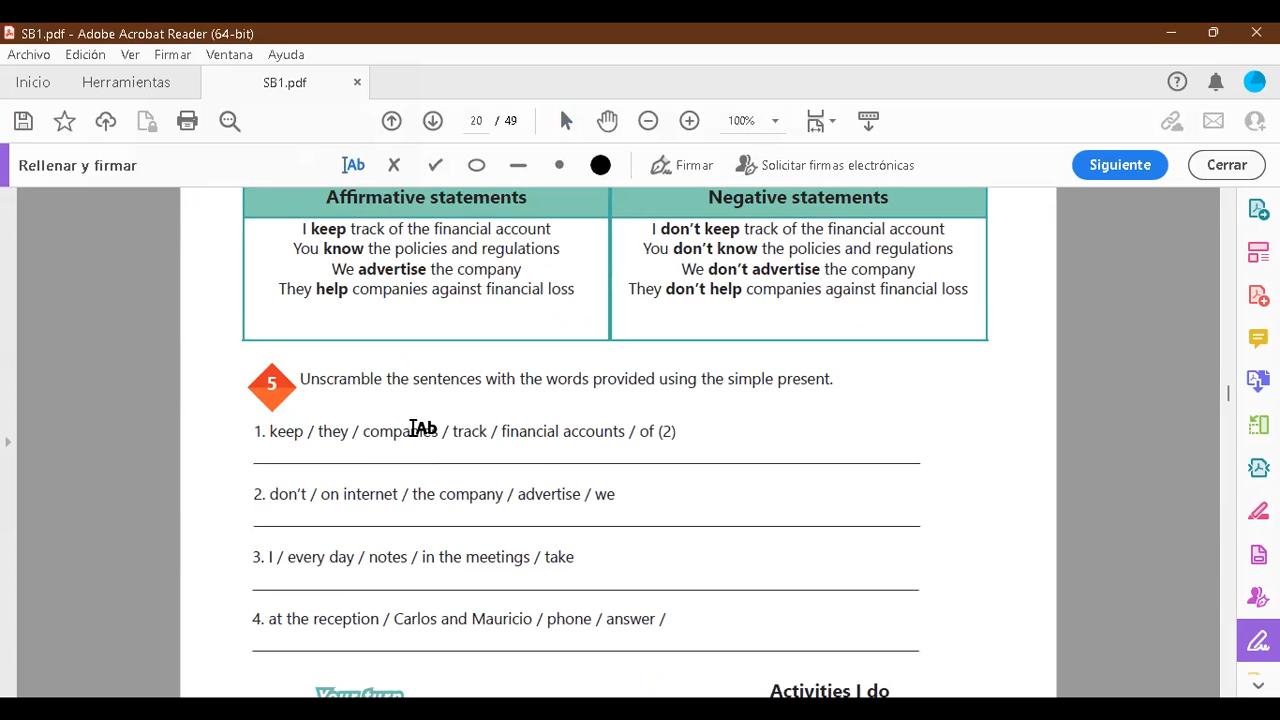 SB1.pdf - Adobe Acrobat Reader (64-bit)
Archivo Edición Ver Firmar Ventana Ayuda
Inicio Herramientas SB1.pdf
20 / 49 100%
Rellenar y firmar Ab Firmar Solicitar firmas electrónicas Siguiente Cerrar
Affirmative statements
I keep track of the financial account
You know the policies and regulations
We advertise the company
They help companies against financial loss
Negative statements
I don't keep track of the financial account
You don't know the policies and regulations
We don't advertise the company
They don't help companies against financial loss
5 Unscramble the sentences with the words provided using the simple present.
1. keep / they / companies / track / financial accounts / of (2)
2. don't / on internet / the company / advertise / we
3. I / every day / notes / in the meetings / take
4. at the reception / Carlos and Mauricio / phone / answer /
Your turn
Activities I do